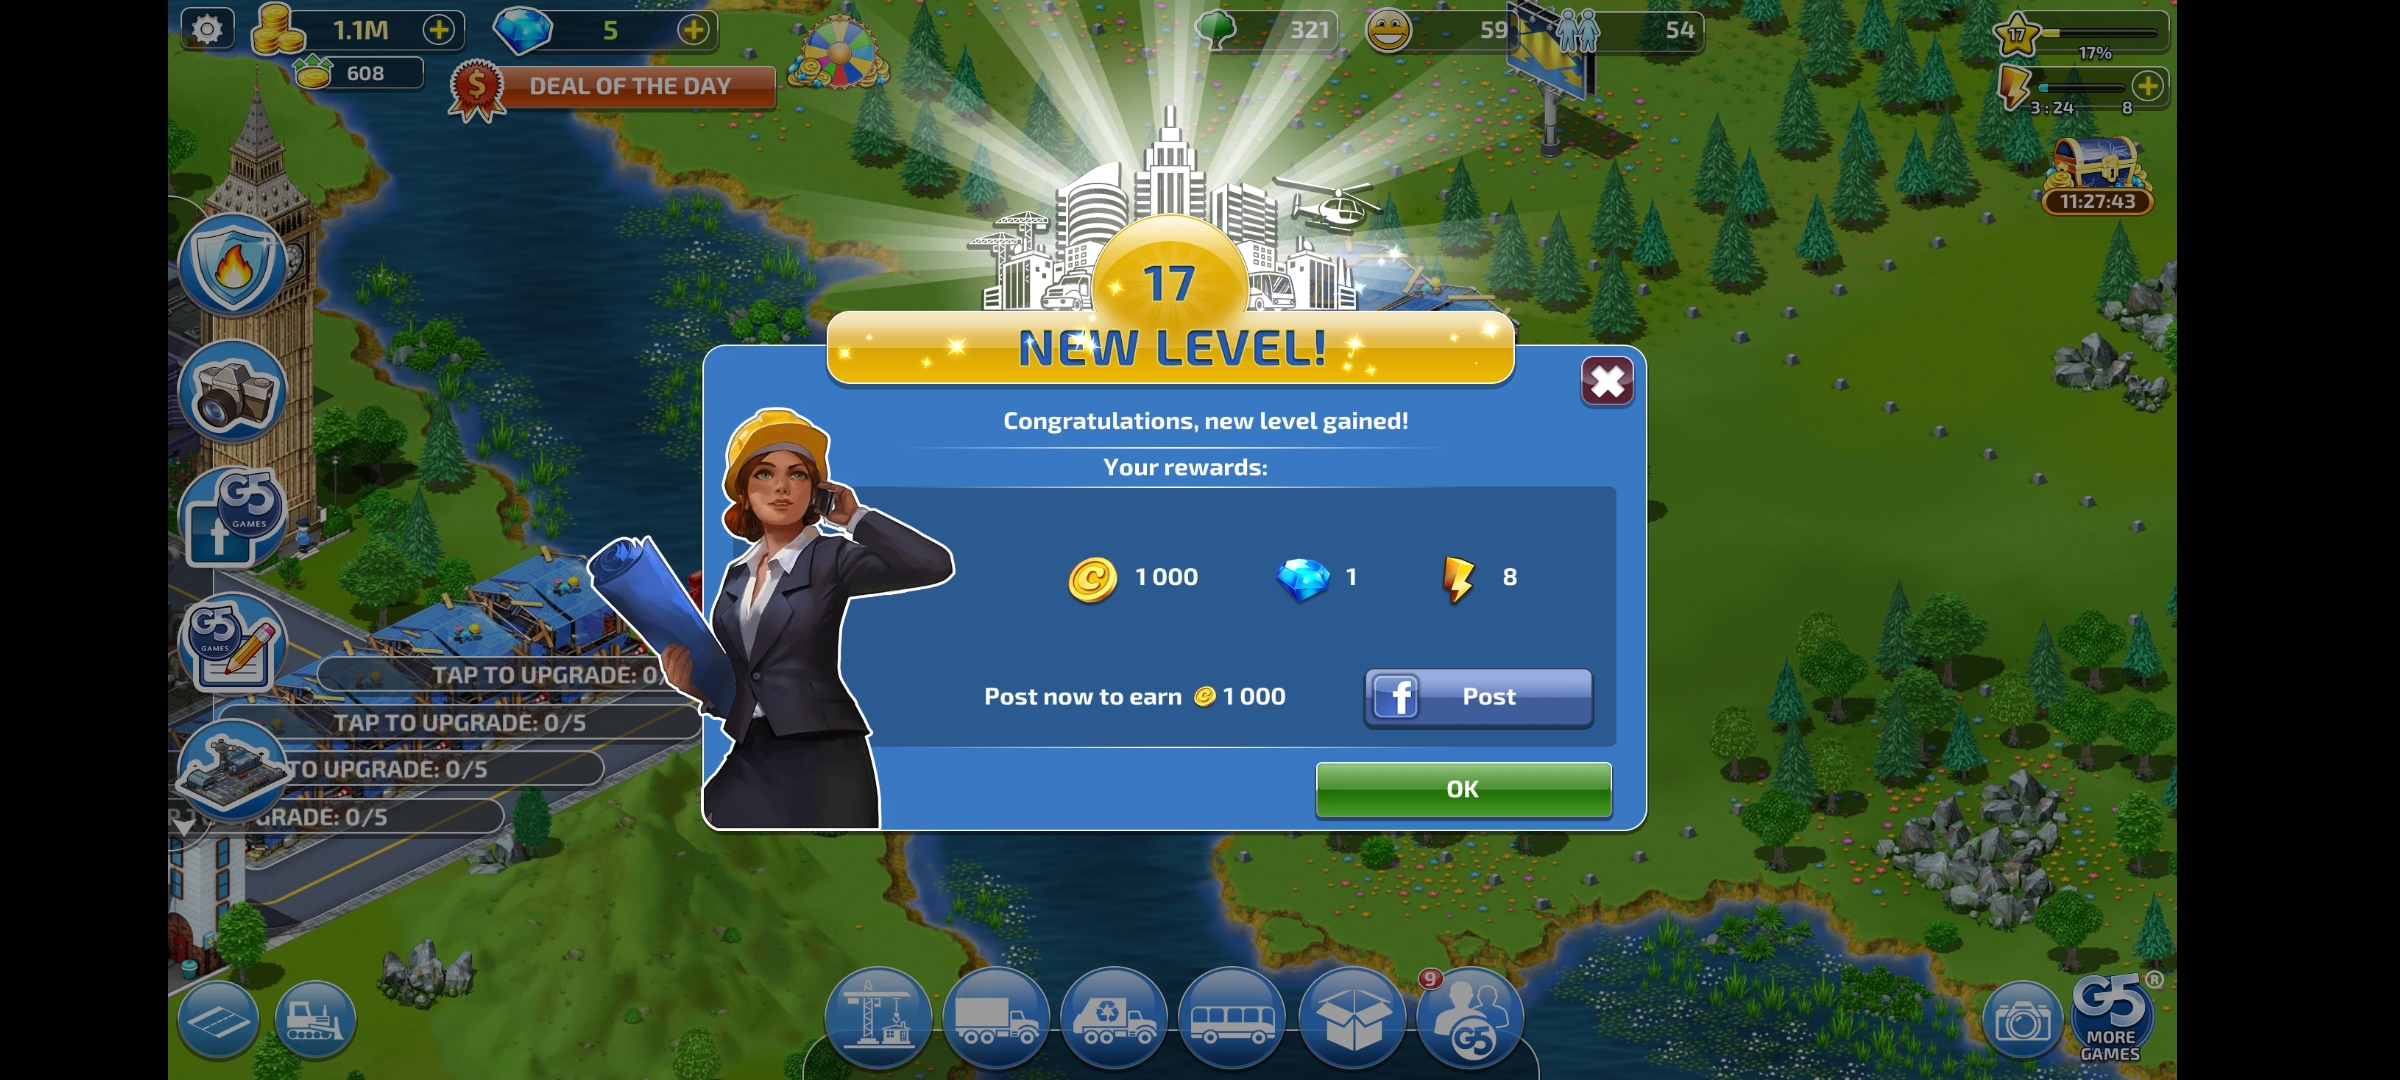 1.1M
5
321
59
54
17
17%
608
DEAL OF THE DAY
3:24
8
11:27:43
17
NEW LEVEL!
Congratulations, new level gained!
Your rewards:
1 000
1
8
Post now to earn 1 000
f Post
OK
G5
GAMES
f
G5
GAMES
TAP TO UPGRADE: 0/
TAP TO UPGRADE: 0/5
TO UPGRADE: 0/5
GRADE: 0/5
9
G5
G5 ®
MORE
GAMES